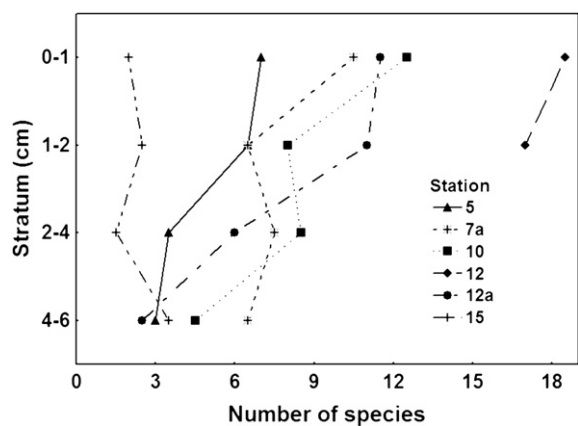 Stratum (cm)
0-1
1-2
2-4
4-6
Station
5
7a
10
12
12a
15
0 3 6 9 12 15 18
Number of species